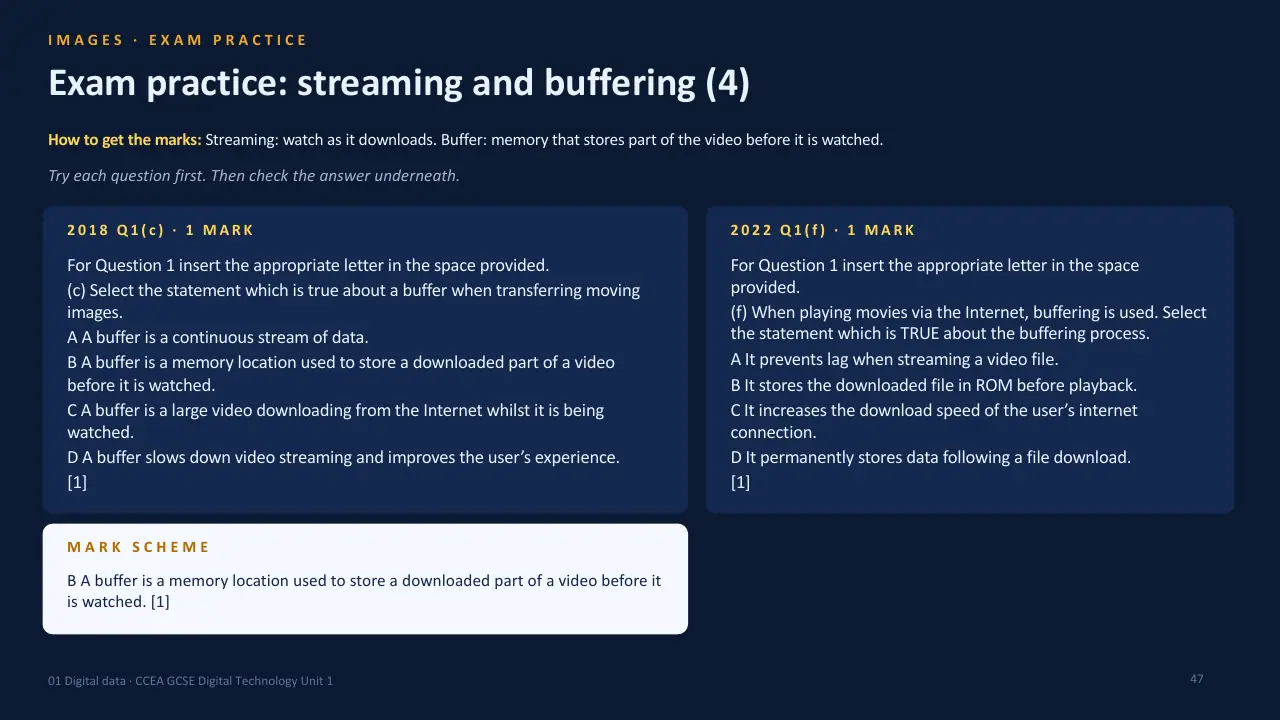 IMAGES · EXAM PRACTICE
Exam practice: streaming and buffering (4)
How to get the marks: Streaming: watch as it downloads. Buffer: memory that stores part of the video before it is watched.
Try each question first. Then check the answer underneath.
2018 Q1(c) · 1 MARK
For Question 1 insert the appropriate letter in the space provided.
(c) Select the statement which is true about a buffer when transferring moving
images.
A A buffer is a continuous stream of data.
B A buffer is a memory location used to store a downloaded part of a video
before it is watched.
C A buffer is a large video downloading from the Internet whilst it is being
watched.
D A buffer slows down video streaming and improves the user’s experience.
[1]
MARK SCHEME
B A buffer is a memory location used to store a downloaded part of a video before it
is watched. [1]
2022 Q1(f) · 1 MARK
For Question 1 insert the appropriate letter in the space
provided.
(f) When playing movies via the Internet, buffering is used. Select
the statement which is TRUE about the buffering process.
A It prevents lag when streaming a video file.
B It stores the downloaded file in ROM before playback.
C It increases the download speed of the user’s internet
connection.
D It permanently stores data following a file download.
[1]
01 Digital data · CCEA GCSE Digital Technology Unit 1
47